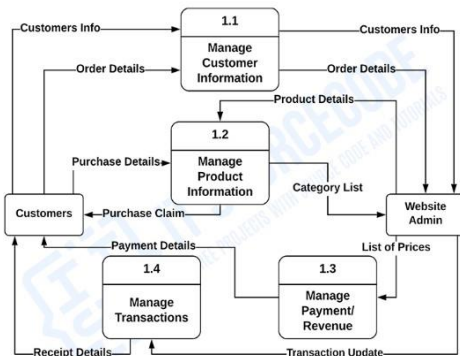 1.1
Customers Info
Customers Info
Manage
Customer
Information
Order Details
Order Details
Product Details
1.2
Manage
Product
Information
Purchase Details
Category List
Customers
Purchase Claim
Website
Admin
Payment Details
List of Prices
1.4
1.3
Manage
Transactions
Manage
Payment/
Revenue
Receipt Details
Transaction Update